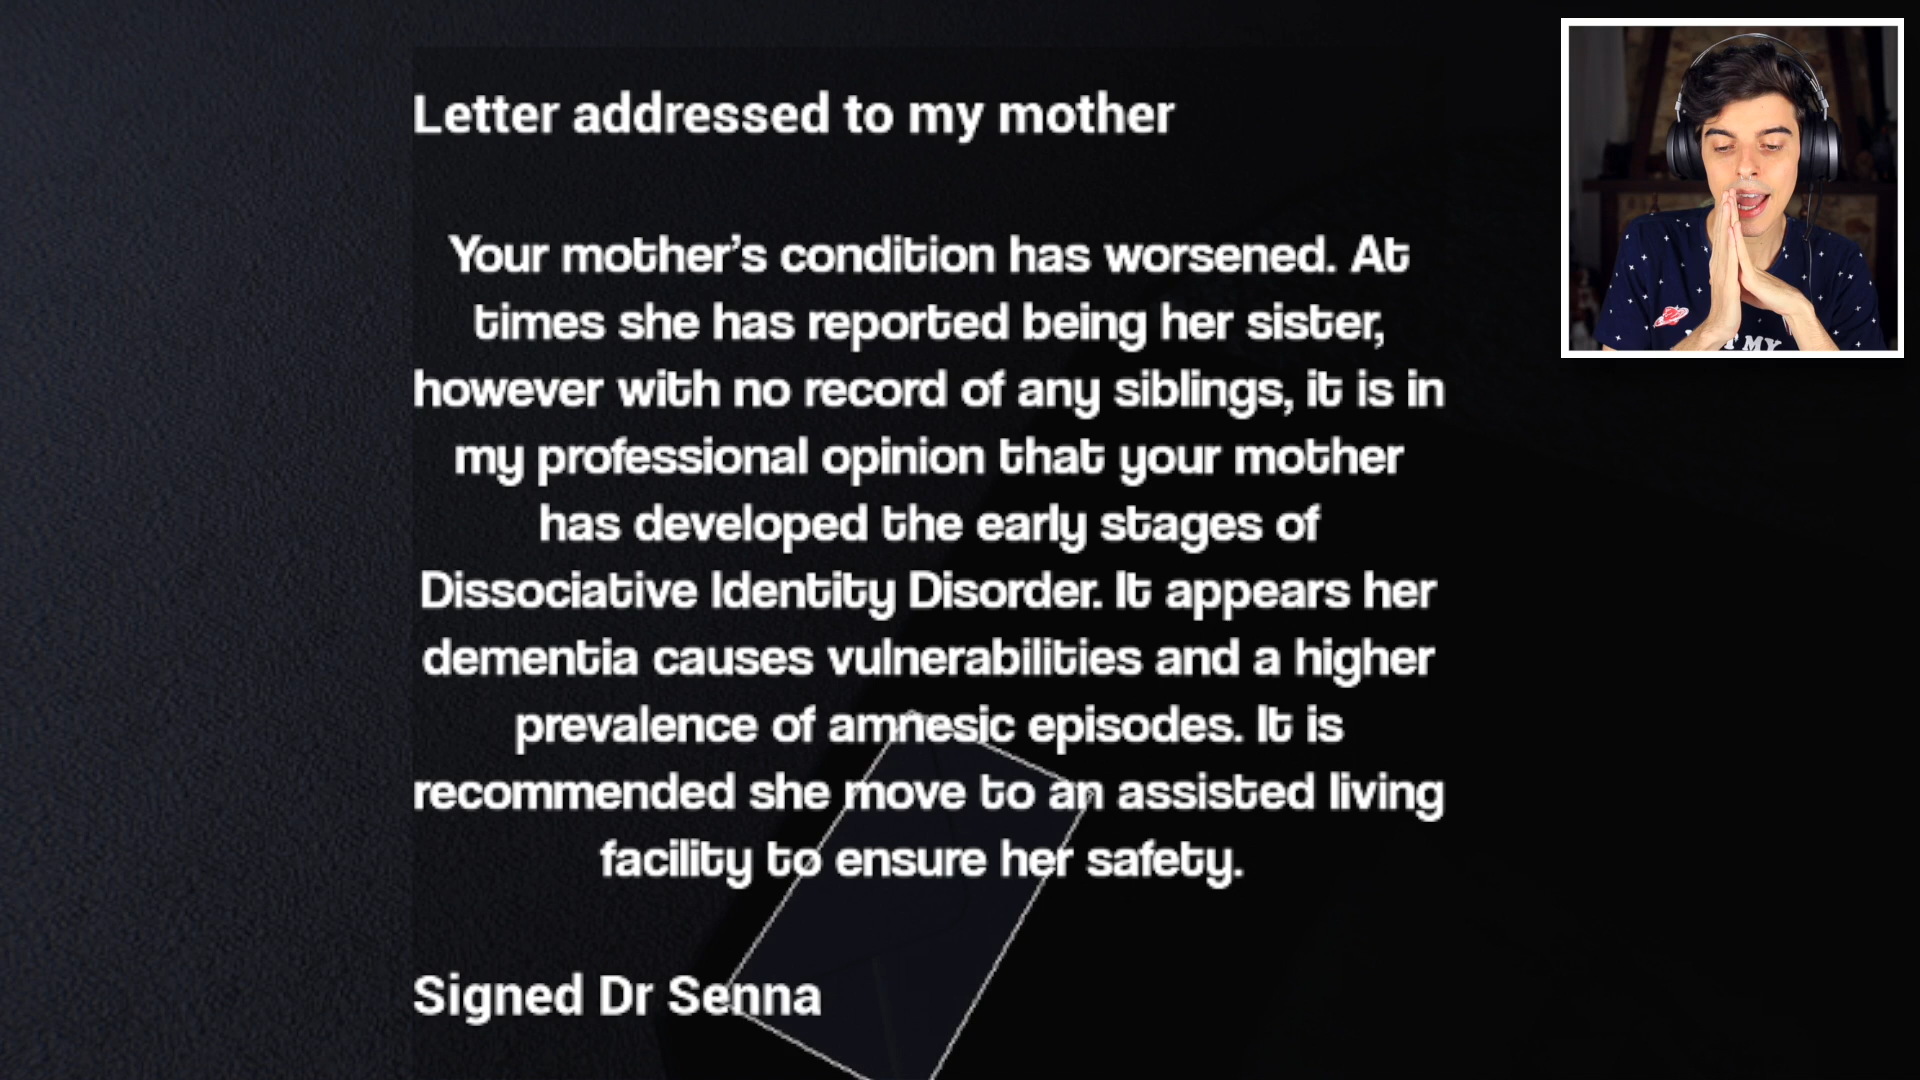 Letter addressed to my mother
Your mother’s condition has worsened. At
times she has reported being her sister,
however with no record of any siblings, it is in
my professional opinion that your mother
has developed the early stages of
Dissociative Identity Disorder. It appears her
dementia causes vulnerabilities and a higher
prevalence of amnesic episodes. It is
recommended she move to an assisted living
facility to ensure her safety.
Signed Dr Senna
MY